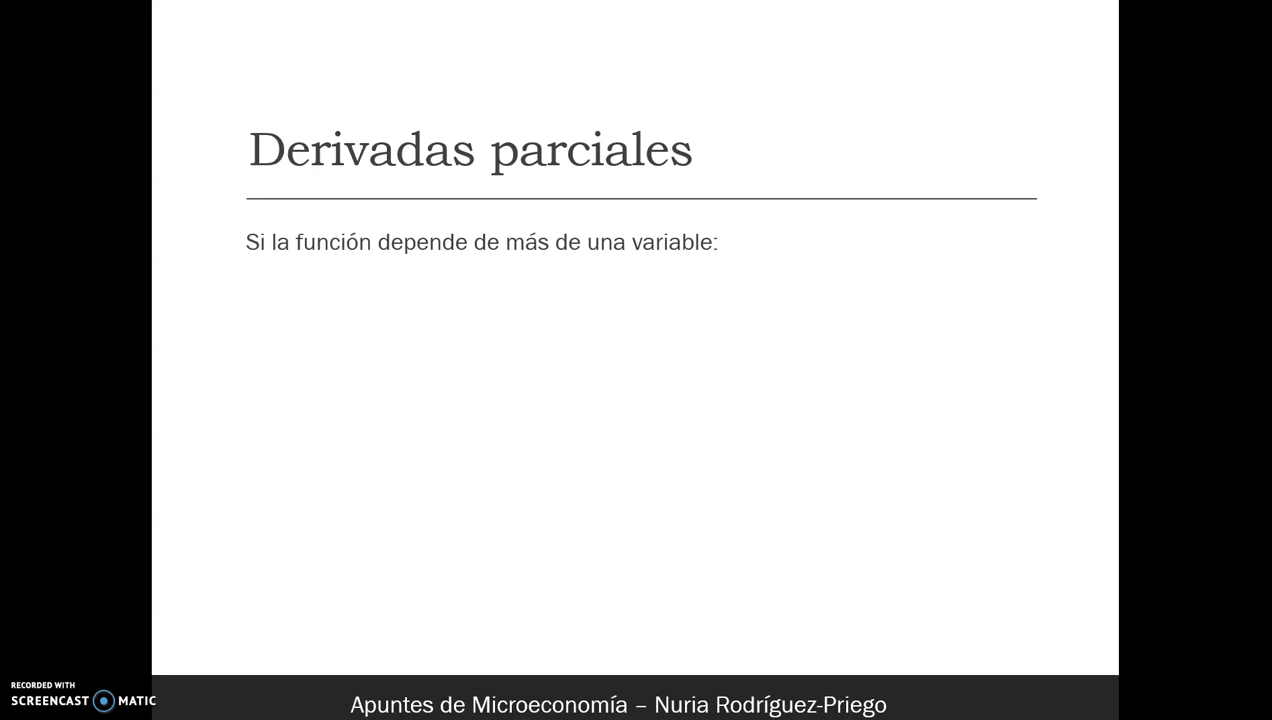 Derivadas parciales
Si la función depende de más de una variable:
RECORDED WITH
SCREENCAST MATIC
Apuntes de Microeconomía – Nuria Rodríguez-Priego